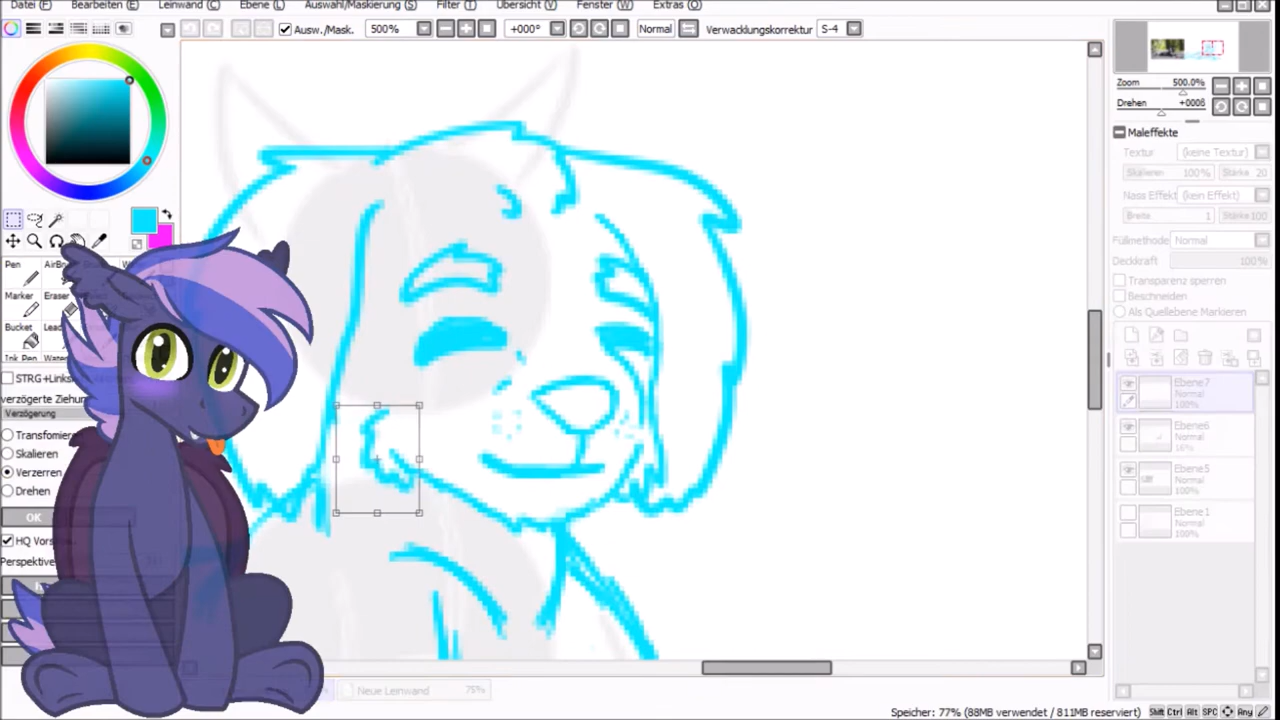 Datei (F) Bearbeiten (E) Leinwand (C) Ebene (L) Auswahl/Maskierung (S) Filter (T) Übersicht (V) Fenster (W) Extras (O)
Ausw./Mask. 500% +000° Normal Verwacklungskorrektur S-4
Zoom 500.0%
Drehen +000ß
Maleffekte
Textur (keine Textur)
Skalieren 100% Stärke 20
Nass Effekt (kein Effekt)
Breite 1 Stärke 100
Füllmethode Normal
Deckkraft 100%
Transparenz sperren
Beschneiden
Als Quellebene Markieren
Pen AirBr
Marker Eraser
Bucket
Ink Pen
STRG+Links
verzögerte Ziehu
Verzögerung
Transfomie
Skalieren
Verzerren
Drehen
OK
HQ Vors
Perspektive
Ebene7
Normal
100%
Ebene6
Normal
Ebene5
Normal
100%
Ebene1
Normal
100%
Neue Leinwand 75%
Speicher: 77% (88MB verwendet / 811MB reserviert) Shift Ctrl Alt SPC Any